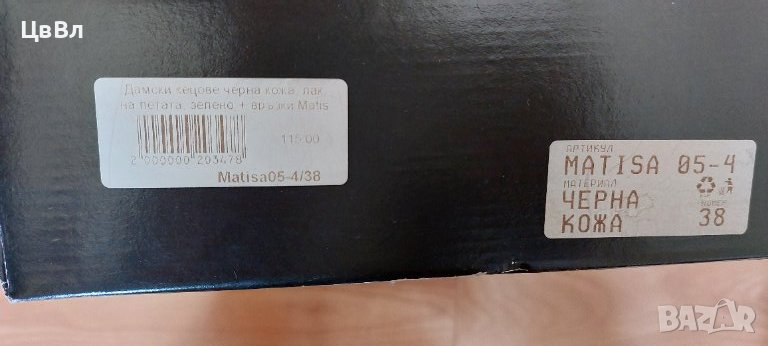 ЦвВл
Дамски кецове черна кожа, лак
на петата, зелено + връзки Matis
115.00
2 000000 203478
Matisa05-4/38
АРТИКУЛ
MATISA 05-4
МАТЕРИАЛ
ЧЕРНА
КОЖА
НОМЕР
38
BAZAR